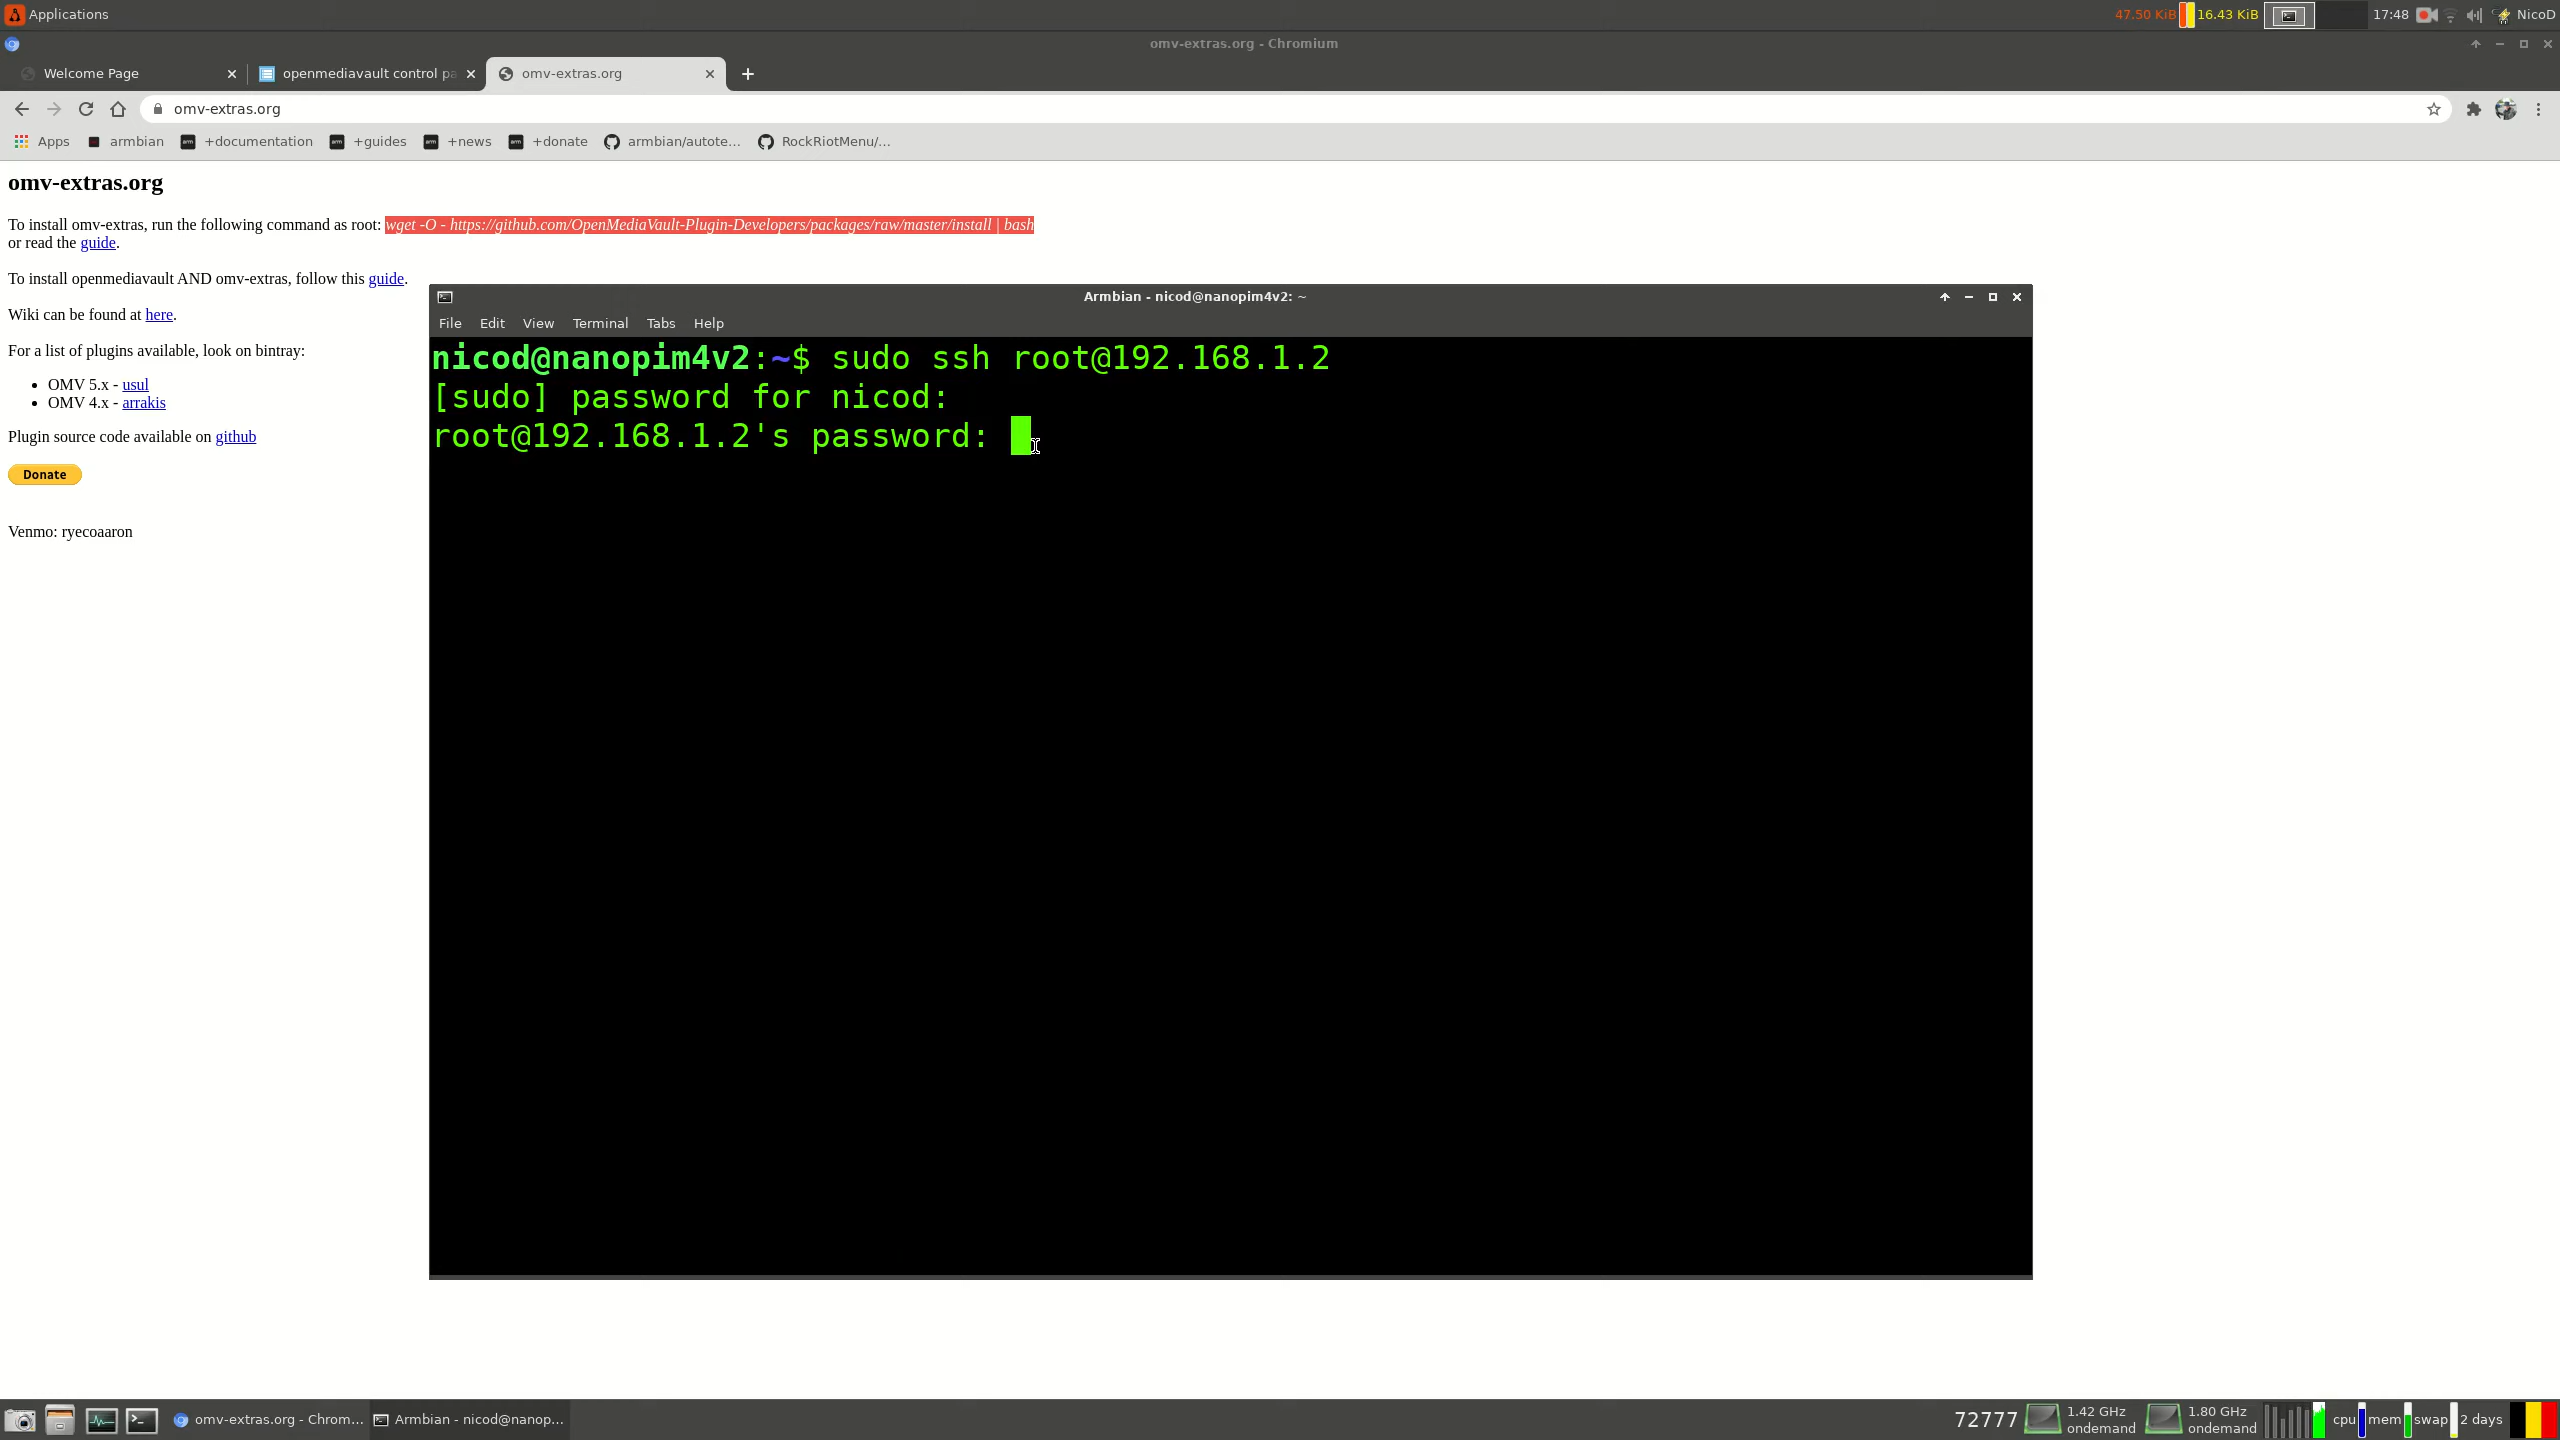 Applications
47.50 KiB 16.43 KiB 17:48 NicoD
omv-extras.org - Chromium
Welcome Page openmediavault control pa omv-extras.org
omv-extras.org
Apps armbian +documentation +guides +news +donate armbian/autote... RockRiotMenu/...
omv-extras.org
To install omv-extras, run the following command as root: wget -O - https://github.com/OpenMediaVault-Plugin-Developers/packages/raw/master/install | bash
or read the guide.
To install openmediavault AND omv-extras, follow this guide.
Wiki can be found at here.
For a list of plugins available, look on bintray:
OMV 5.x - usul
OMV 4.x - arrakis
Plugin source code available on github
Donate
Venmo: ryecoaaron
Armbian - nicod@nanopim4v2: ~
File Edit View Terminal Tabs Help
nicod@nanopim4v2:~$ sudo ssh root@192.168.1.2
[sudo] password for nicod:
root@192.168.1.2's password:
omv-extras.org - Chrom... Armbian - nicod@nanop...
72777 1.42 GHz ondemand 1.80 GHz ondemand cpu mem swap 2 days